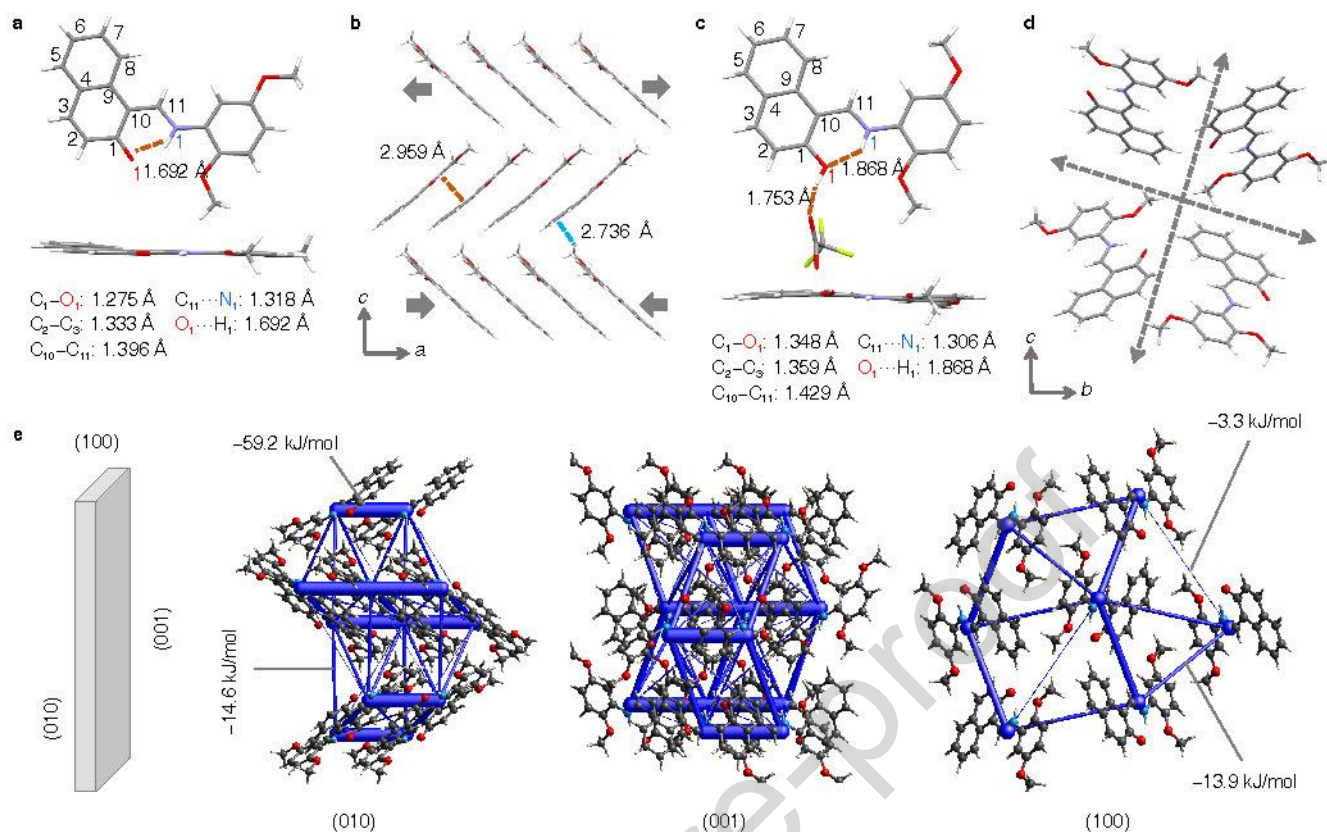 a
6
7
5
8
4
9
3
11
10
2
1
1
1
1.692 Å
C₁–O₁: 1.275 Å C₁₁···N₁: 1.318 Å
C₂–C₃: 1.333 Å O₁···H₁: 1.692 Å
C₁₀–C₁₁: 1.396 Å
b
2.959 Å
2.736 Å
c
a
c
6
7
5
8
9
4
11
3
10
2
1
1
1
1.868 Å
1.753 Å
C₁–O₁: 1.348 Å C₁₁···N₁: 1.306 Å
C₂–C₃: 1.359 Å O₁···H₁: 1.868 Å
C₁₀–C₁₁: 1.429 Å
d
c
b
e
(100)
(001)
(010)
–59.2 kJ/mol
–14.6 kJ/mol
(010)
(001)
–3.3 kJ/mol
–13.9 kJ/mol
(100)
re-proof